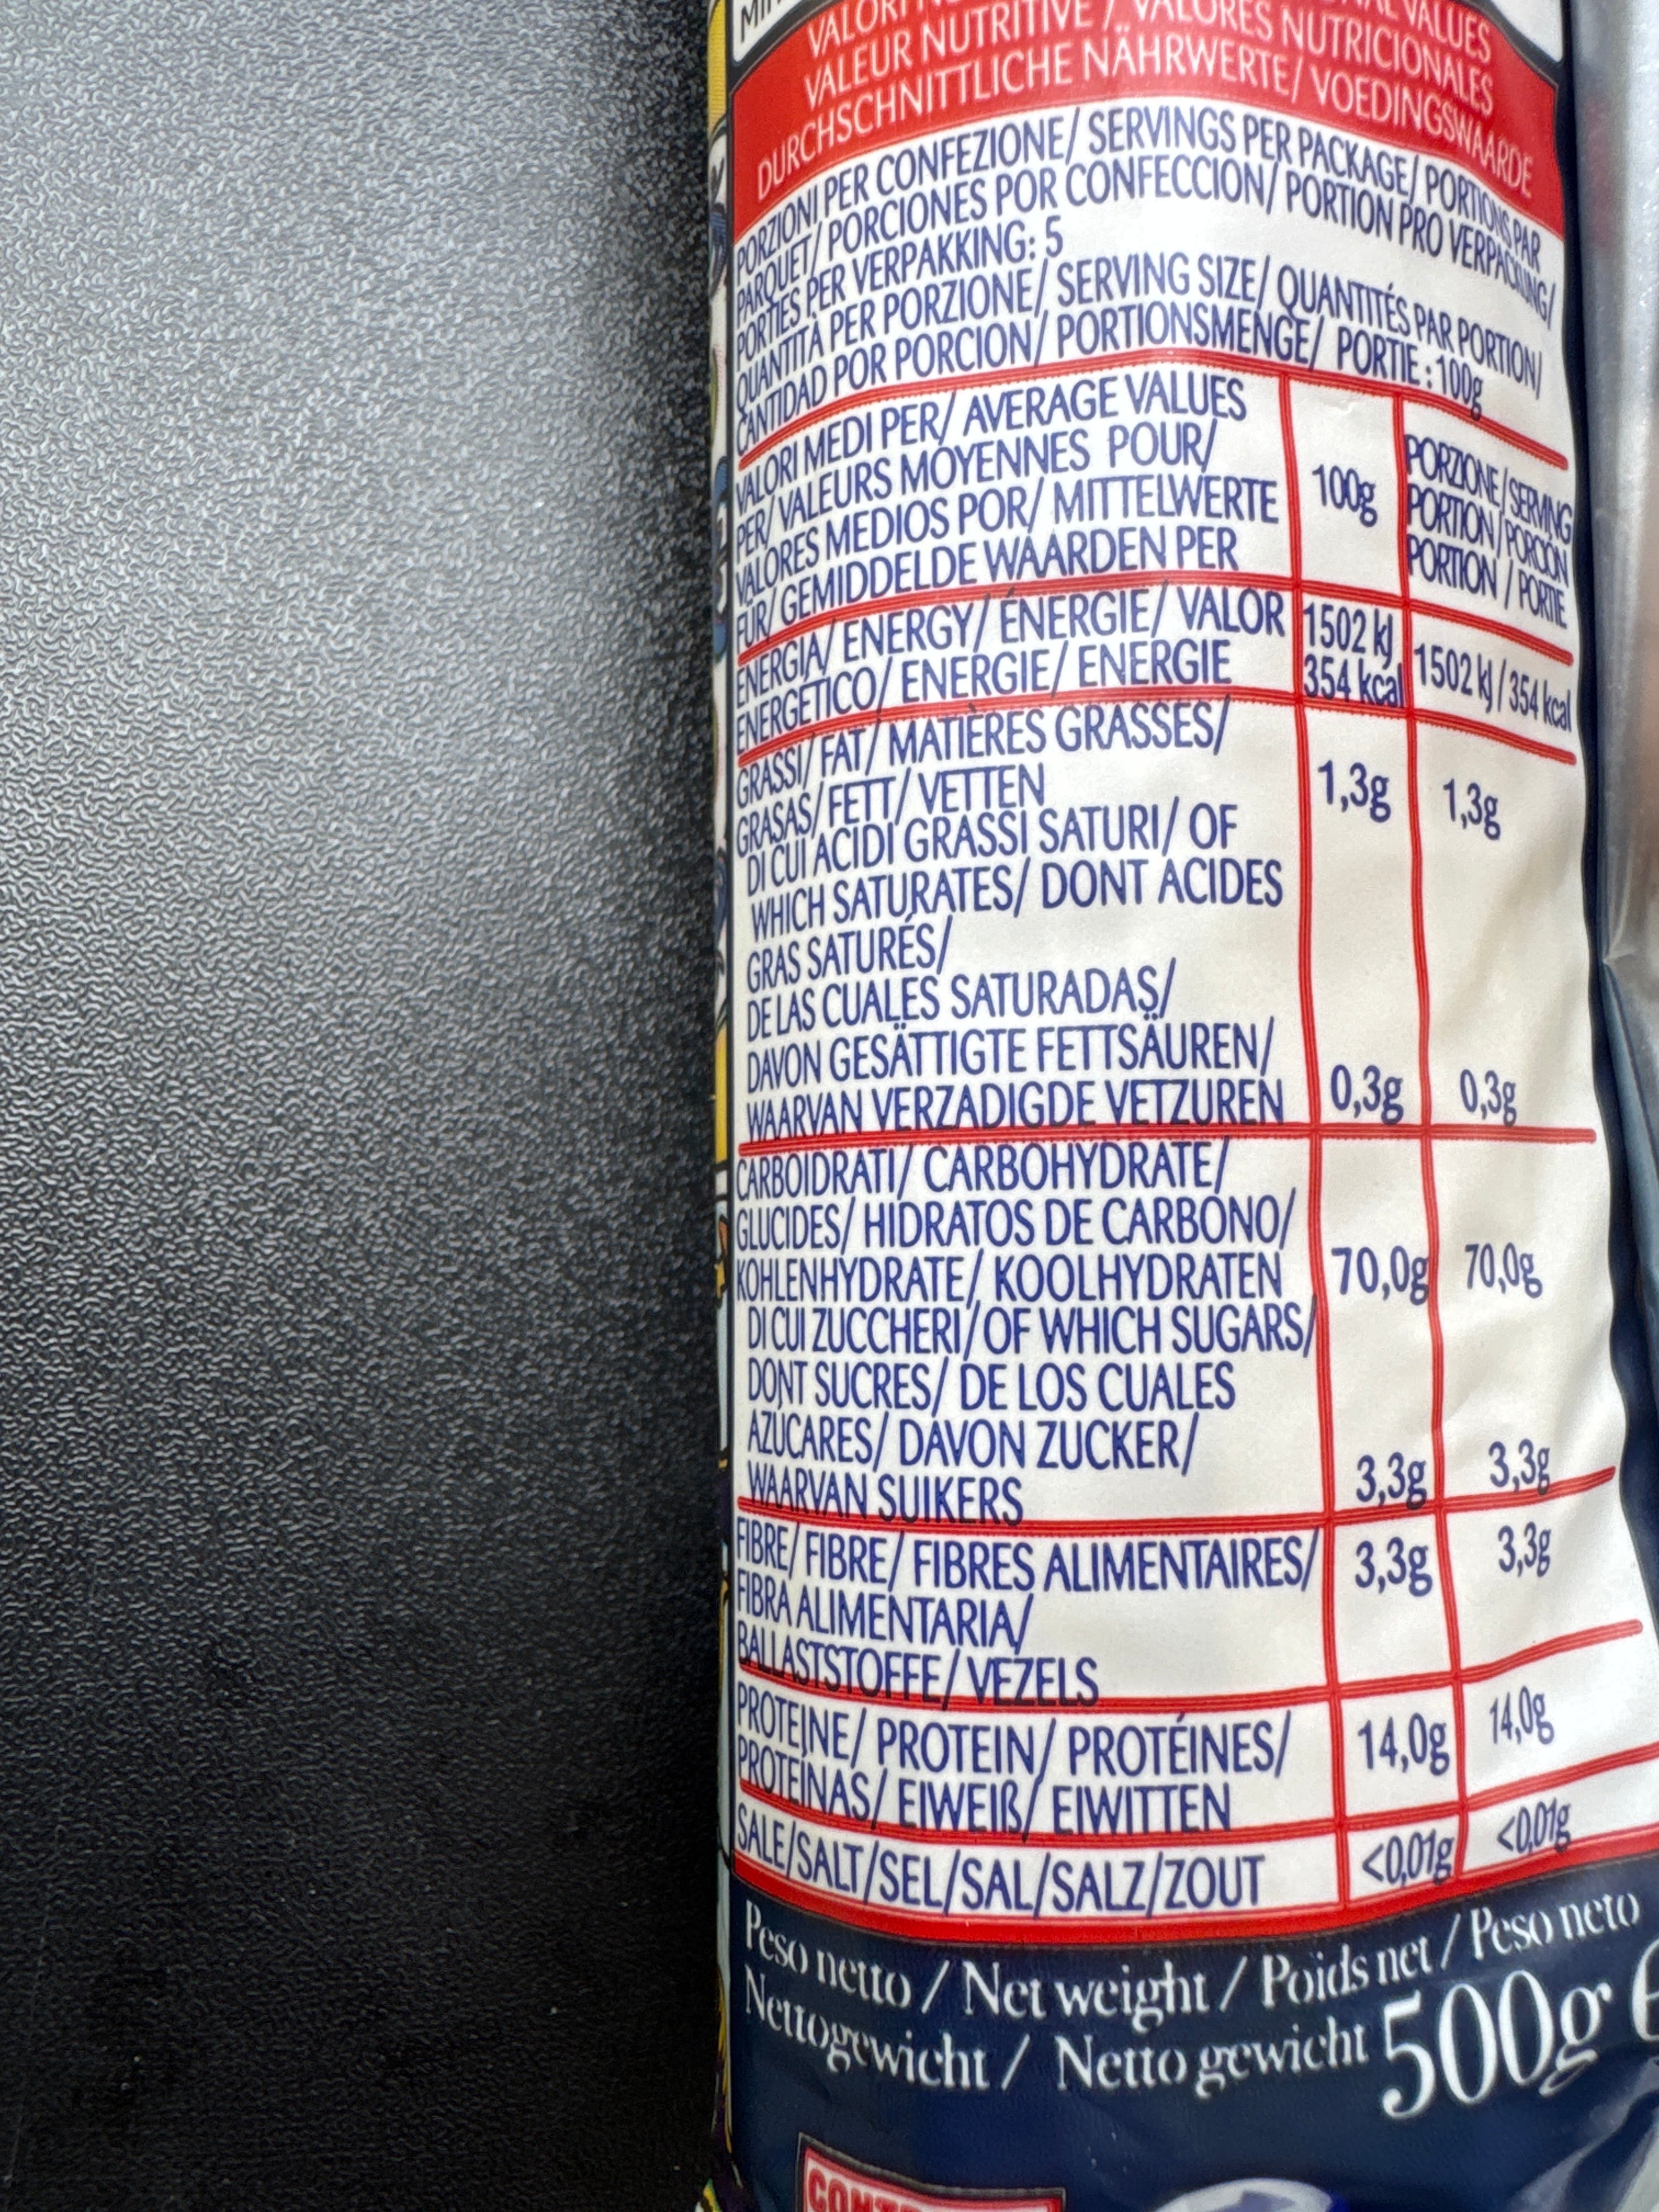 VALEUR NUTRITIVE / VALORES NUTRICIONALES
DURCHSCHNITTLICHE NÄHRWERTE/ VOEDINGSWAARDE
PORZIONI PER CONFEZIONE/ SERVINGS PER PACKAGE/ PORTIONS PAR
PARQUET/ PORCIONES POR CONFECCION/ PORTION PRO VERPACKUNG/
PORTIES PER VERPAKKING: 5
QUANTITÀ PER PORZIONE/ SERVING SIZE/ QUANTITÉS PAR PORTION/
CANTIDAD POR PORCION/ PORTIONSMENGE/ PORTIE : 100g
VALORI MEDI PER/ AVERAGE VALUES
PER/ VALEURS MOYENNES POUR/
VALORES MEDIOS POR/ MITTELWERTE
FÜR/ GEMIDDELDE WAARDEN PER
100g
PORZIONE/SERVING
PORTION/PORCION
PORTION / PORTIE
ENERGIA/ ENERGY/ ÉNERGIE/ VALOR
ENERGETICO/ ENERGIE/ ENERGIE
1502 kJ
354 kcal
1502 kJ/354 kcal
GRASSI/ FAT/ MATIÈRES GRASSES/
GRASAS/ FETT/ VETTEN
1,3g 1,3g
DI CUI ACIDI GRASSI SATURI/ OF
WHICH SATURATES/ DONT ACIDES
GRAS SATURÉS/
DE LAS CUALES SATURADAS/
DAVON GESÄTTIGTE FETTSÄUREN/
WAARVAN VERZADIGDE VETZUREN 0,3g 0,3g
CARBOIDRATI/ CARBOHYDRATE/
GLUCIDES/ HIDRATOS DE CARBONO/
KOHLENHYDRATE/ KOOLHYDRATEN 70,0g 70,0g
DI CUI ZUCCHERI/ OF WHICH SUGARS/
DONT SUCRES/ DE LOS CUALES
AZÚCARES/ DAVON ZUCKER/
WAARVAN SUIKERS 3,3g 3,3g
FIBRE/ FIBRE/ FIBRES ALIMENTAIRES/ 3,3g 3,3g
FIBRA ALIMENTARIA/
BALLASTSTOFFE/ VEZELS
PROTEINE/ PROTEIN/ PROTÉINES/ 14,0g 14,0g
PROTEÍNAS/ EIWEIß/ EIWITTEN
SALE/SALT/SEL/SAL/SALZ/ZOUT <0,01g <0,01g
Peso netto / Net weight / Poids net / Peso neto
Nettogewicht / Netto gewicht 500g